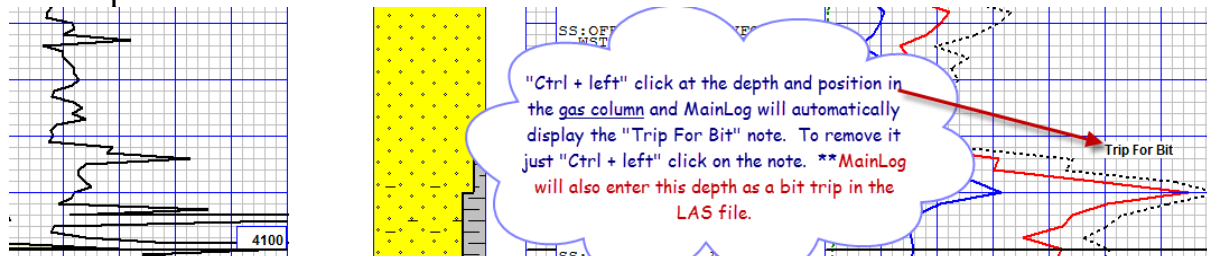 SS:OFF
WST
"Ctrl + left" click at the depth and position in
the gas column and MainLog will automatically
display the "Trip For Bit" note. To remove it
just "Ctrl + left" click on the note. **MainLog
will also enter this depth as a bit trip in the
LAS file.
Trip For Bit
4100